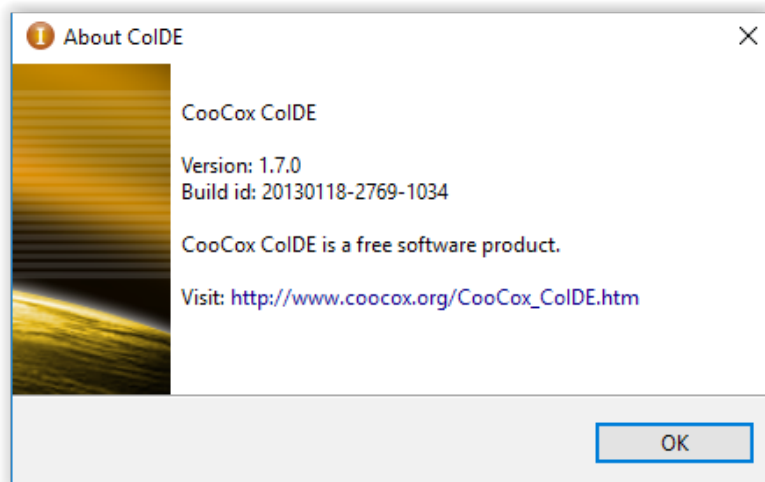 About CoIDE
CooCox CoIDE
Version: 1.7.0
Build id: 20130118-2769-1034
CooCox CoIDE is a free software product.
Visit: http://www.coocox.org/CooCox_CoIDE.htm
OK